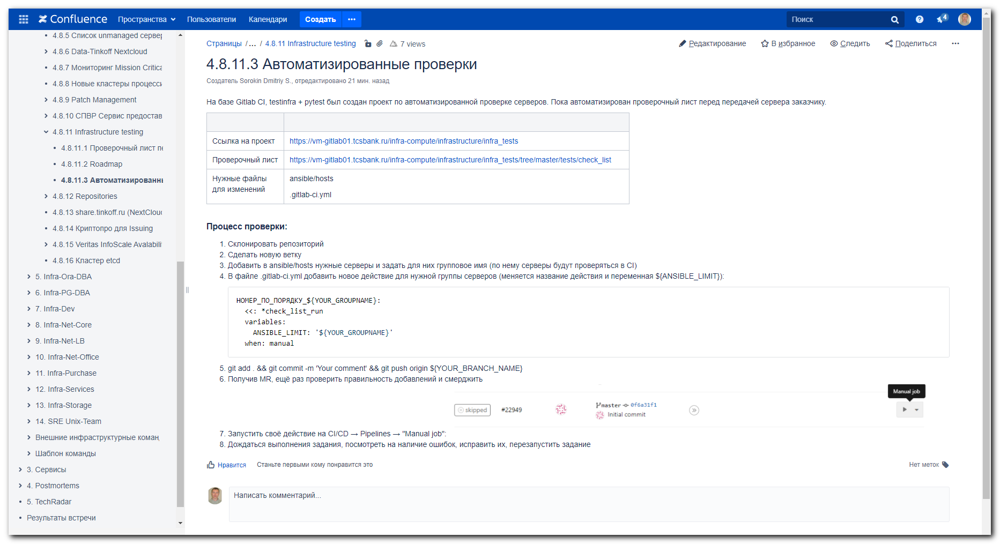 Confluence
Пространства
Пользователи
Календари
Создать
Поиск
4
4.8.5 Список unmanaged
4.8.6 Data-Tinkoff Nextcloud
4.8.7 Мониторинг Mission
4.8.8 Новые кластеры
4.8.9 Patch Management
4.8.10 СПВР Сервис
4.8.11 Infrastructure testing
4.8.11.1 Проверочный лист
4.8.11.2 Roadmap
4.8.11.3
4.8.12 Repositories
4.8.13 share.tinkoff.ru
4.8.14 Криптопро для Issuing
4.8.15 Veritas InfoScale
4.8.16 Кластер etcd
5. Infra-Ora-DBA
6. Infra-PG-DBA
7. Infra-Dev
8. Infra-Net-Core
9. Infra-Net-LB
10. Infra-Net-Office
11. Infra-Purchase
12. Infra-Services
13. Infra-Storage
14. SRE Unix-Team
Внешние инфраструктурные
Шаблон команды
3. Сервисы
4. Postmortems
5. TechRadar
Результаты встречи
Страницы /... / 4.8.11 Infrastructure testing 7 views
Редактирование
В избранное
Следить
Поделиться
4.8.11.3 Автоматизированные проверки
Создатель Sorokin Dmitriy S., отредактировано 21 мин. назад
На базе Gitlab CI, testinfra + pytest был создан проект по автоматизированной проверке серверов. Пока автоматизирован проверочный лист перед передачей сервера заказчику.
Ссылка на проект https://vm-gitlab01.tcsbank.ru/infra-compute/infrastructure/infra_tests
Проверочный лист https://vm-gitlab01.tcsbank.ru/infra-compute/infrastructure/infra_tests/tree/master/tests/check_list
Нужные файлы
для изменений
ansible/hosts
.gitlab-ci.yml
Процесс проверки:
1. Склонировать репозиторий
2. Сделать новую ветку
3. Добавить в ansible/hosts нужные серверы и задать для них групповое имя (по нему серверы будут проверяться в CI)
4. В файле .gitlab-ci.yml добавить новое действие для нужной группы серверов (меняется название действия и переменная ${ANSIBLE_LIMIT}):
НОМЕР_ПО_ПОРЯДКУ_${YOUR_GROUPNAME}:
<<: *check_list_run
variables:
ANSIBLE_LIMIT: '${YOUR_GROUPNAME}'
when: manual
5. git add . && git commit -m 'Your comment' && git push origin ${YOUR_BRANCH_NAME}
6. Получив MR, ещё раз проверить правильность добавлений и смерджить
Manual job
skipped #22949 master 0f6a31f1
Initial commit
7. Запустить своё действие на CI/CD → Pipelines → "Manual job":
8. Дождаться выполнения задания, посмотреть на наличие ошибок, исправить их, перезапустить задание
Нравится Станьте первыми кому понравится это
Нет меток
Написать комментарий...